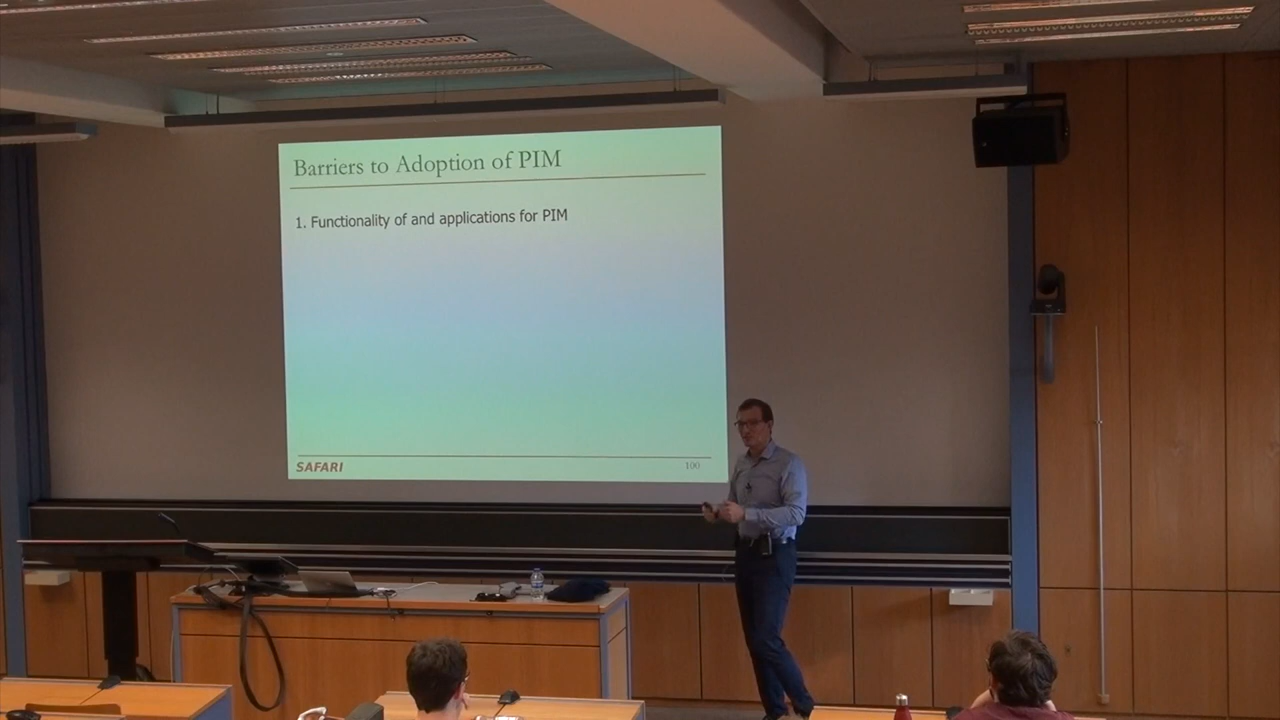 Barriers to Adoption of PIM
1. Functionality of and applications for PIM
SAFARI
100